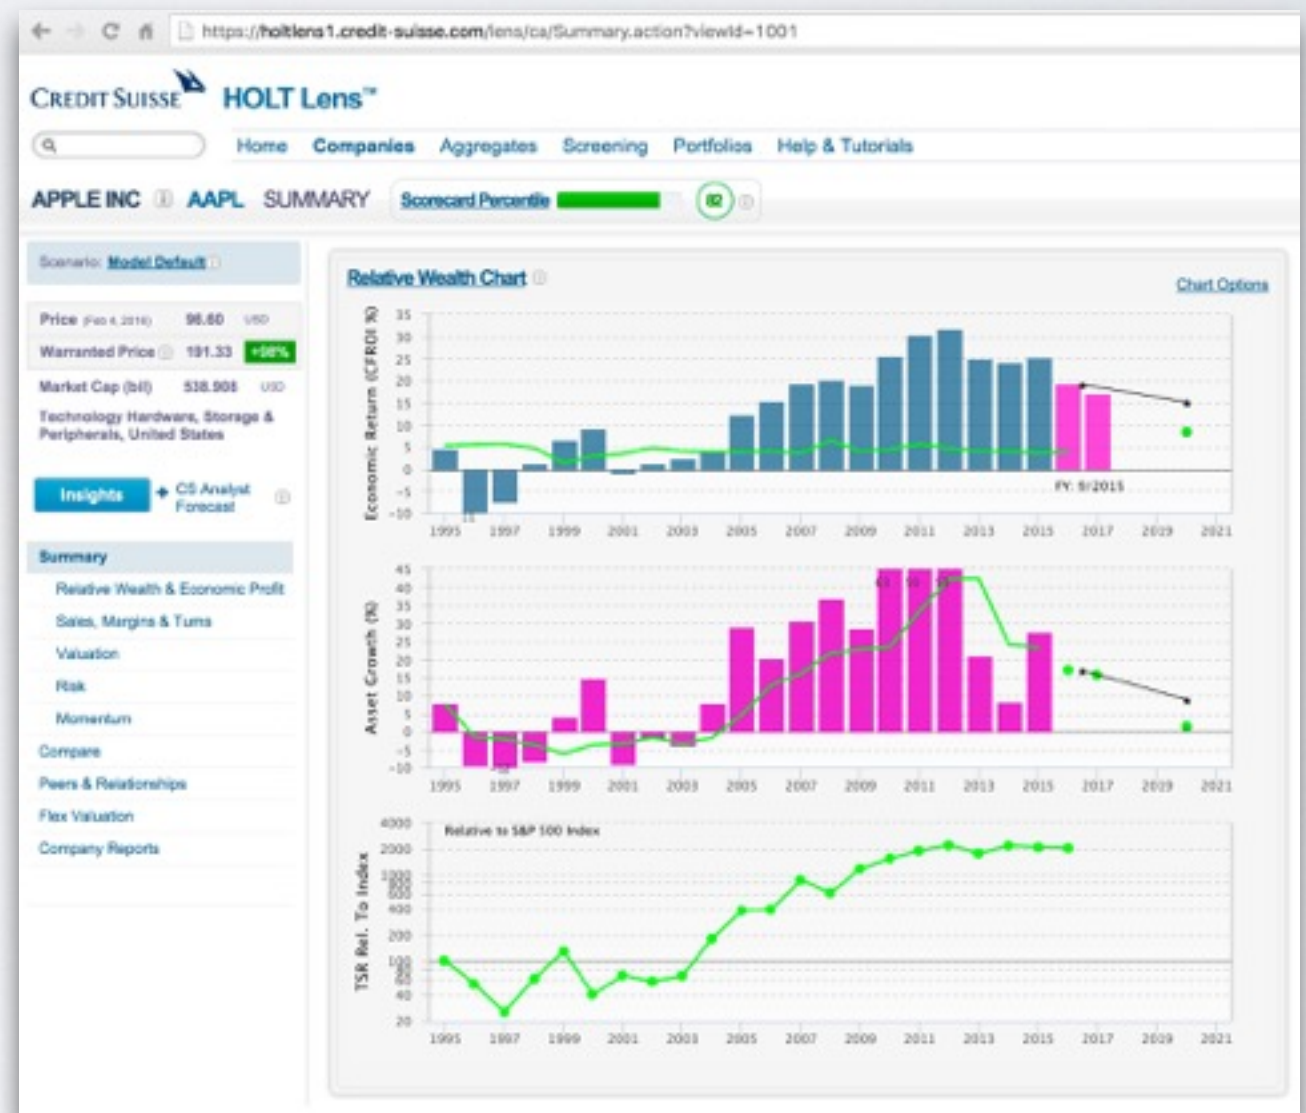 https://holtlens1.credit-suisse.com/lens/ca/Summary.action?viewId=1001
CREDIT SUISSE HOLT Lens™
Home Companies Aggregates Screening Portfolios Help & Tutorials
APPLE INC AAPL SUMMARY Scorecard Percentile 82
Scenario: Model Default
Price (Feb 4, 2016) 96.60 USD
Warranted Price 191.33 +98%
Market Cap (bil) 538.906 USD
Technology Hardware, Storage &
Peripherals, United States
Insights + CS Analyst
Forecast
Summary
Relative Wealth & Economic Profit
Sales, Margins & Turns
Valuation
Risk
Momentum
Compare
Peers & Relationships
Flex Valuation
Company Reports
Relative Wealth Chart
Chart Options
Economic Return (CFROI %)
35
30
25
20
15
10
5
0
-5
-10
FY: 9/2015
1995 1997 1999 2001 2003 2005 2007 2009 2011 2013 2015 2017 2019 2021
Asset Growth (%)
45
40
35
30
25
20
15
10
5
0
-5
-10
1995 1997 1999 2001 2003 2005 2007 2009 2011 2013 2015 2017 2019 2021
TSR Rel. To Index
Relative to S&P 500 Index
4000
2000
1000
400
200
100
40
20
1995 1997 1999 2001 2003 2005 2007 2009 2011 2013 2015 2017 2019 2021